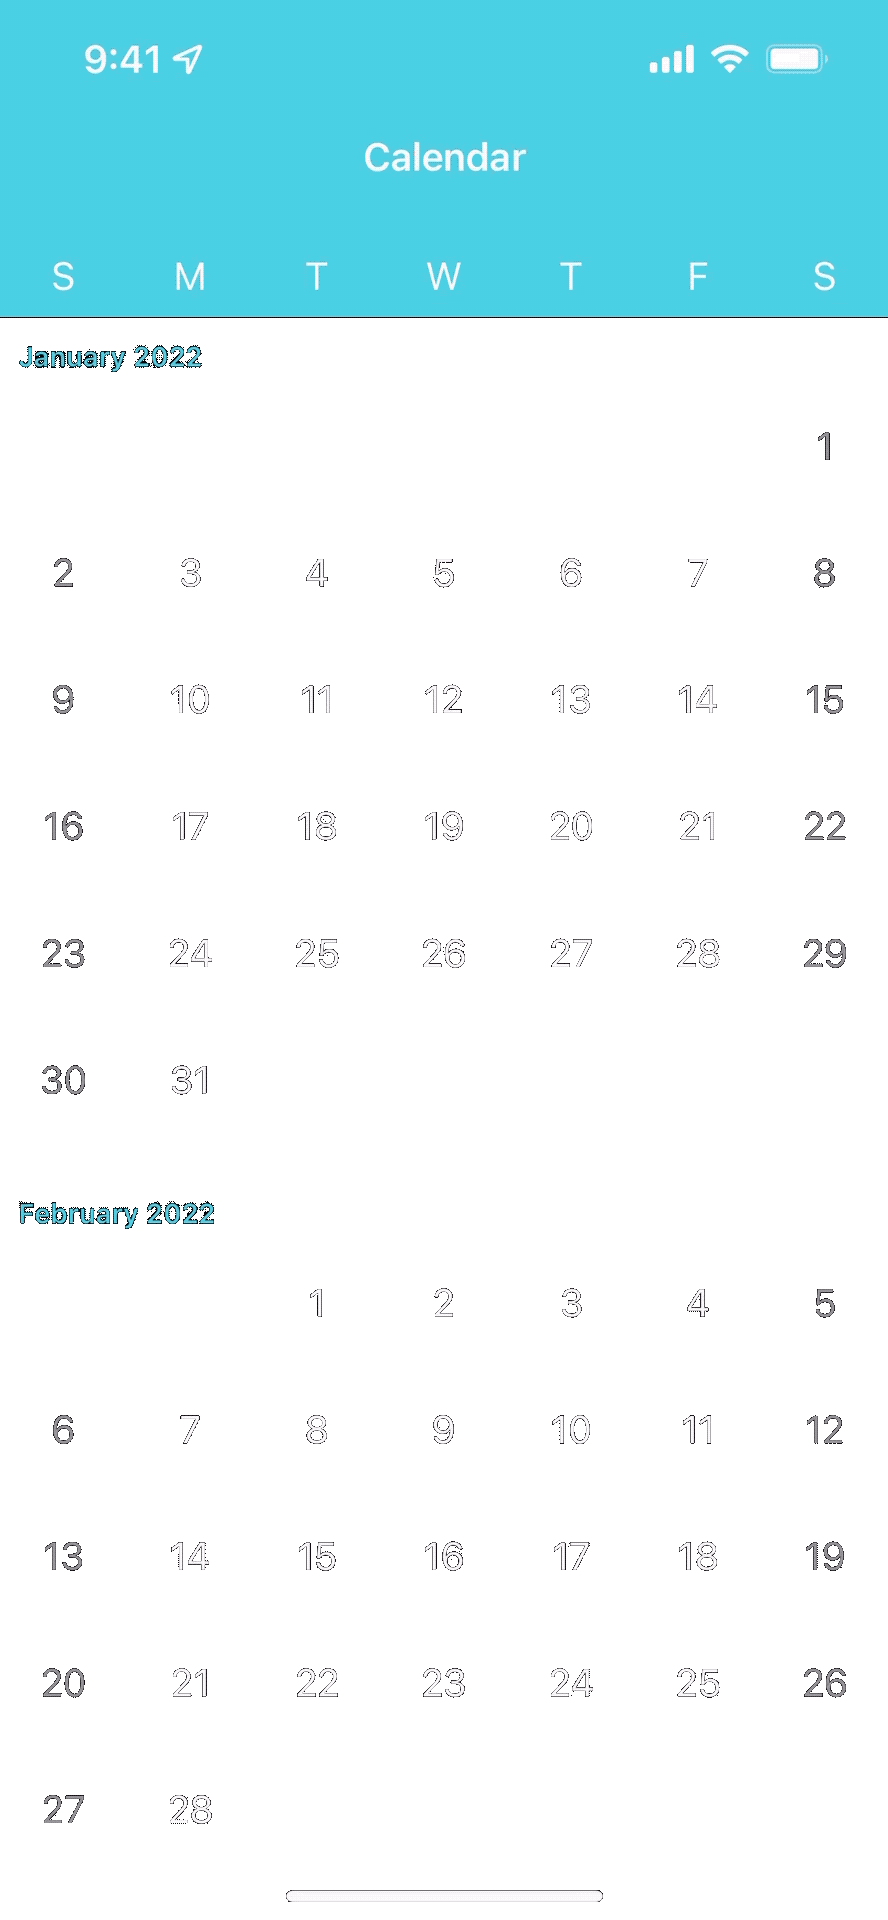 9:41
Calendar
S M T W T F S
January 2022
1
2 3 4 5 6 7 8
9 10 11 12 13 14 15
16 17 18 19 20 21 22
23 24 25 26 27 28 29
30 31
February 2022
1 2 3 4 5
6 7 8 9 10 11 12
13 14 15 16 17 18 19
20 21 22 23 24 25 26
27 28